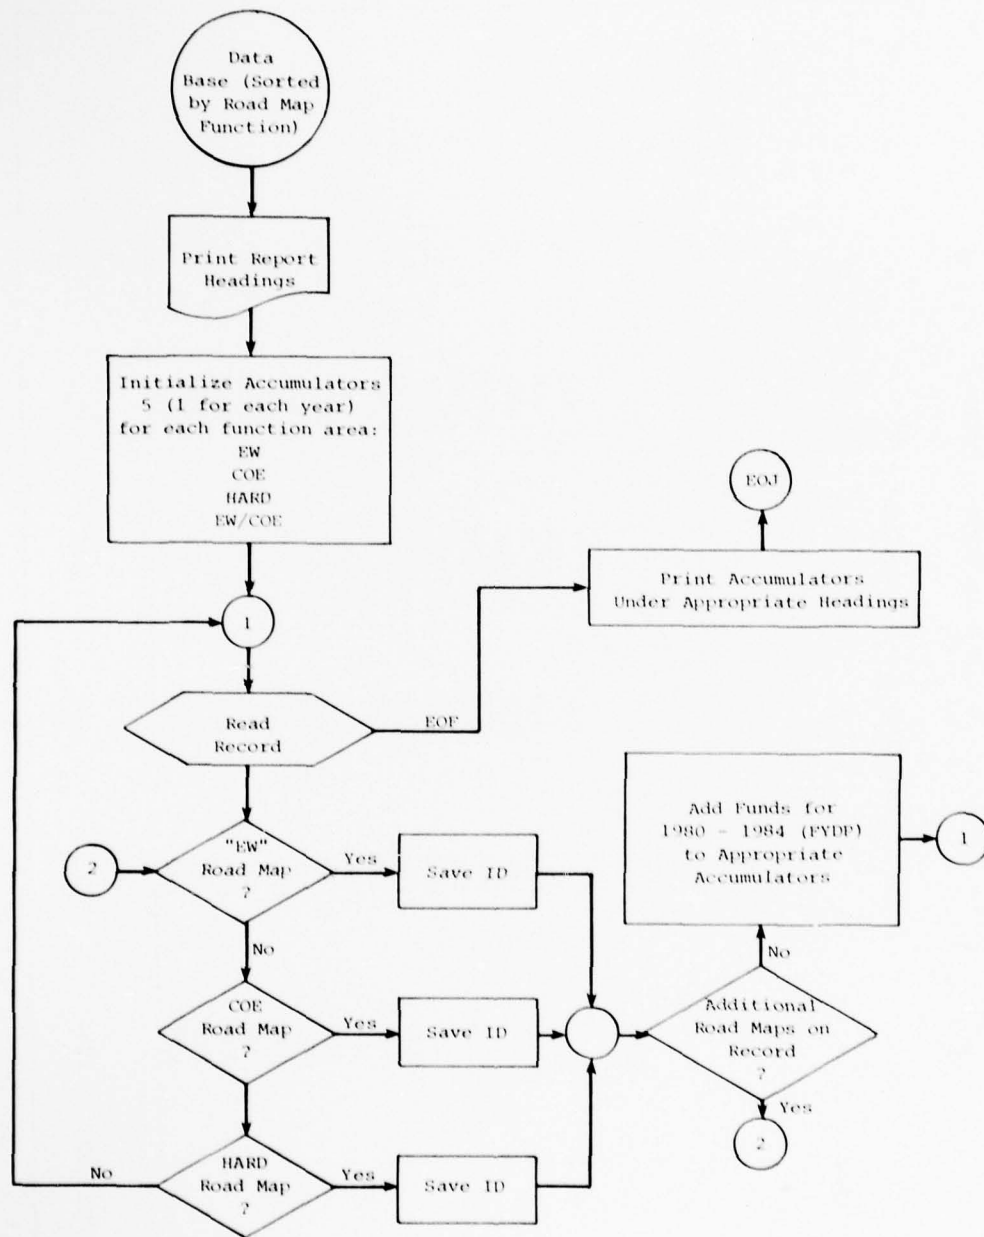 Data
Base (Sorted
by Road Map
Function)
Print Report
Headings
Initialize Accumulators
5 (1 for each year)
for each function area:
EW
COE
HARD
EW/COE
EOJ
Print Accumulators
Under Appropriate Headings
1
Read
Record
EOF
Add Funds for
1980 - 1984 (FYDP)
to Appropriate
Accumulators
1
2
"EW"
Road Map
?
Yes
Save ID
No
No
COE
Road Map
?
Yes
Save ID
Additional
Road Maps on
Record
?
Yes
2
No
HARD
Road Map
?
Yes
Save ID